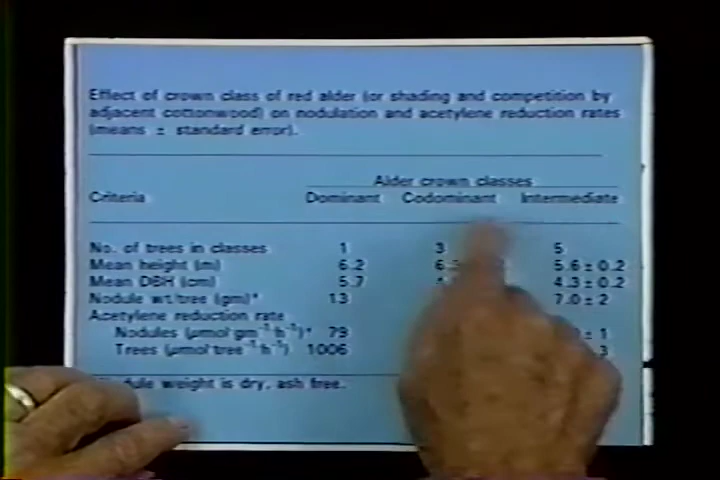 Effect of crown class of red alder (or shading and competition by
adjacent cottonwood) on nodulation and acetylene reduction rates
(means ± standard error).
Alder crown classes
Criteria Dominant Codominant Intermediate
No. of trees in classes 1 3 5
Mean height (m) 6.2 5.6 ± 0.2
Mean DBH (cm) 5.7 4.3 ± 0.2
Nodule wt/tree (gm)* 13 7.0 ± 2
Acetylene reduction rate
Nodules (μmol gm⁻¹ h⁻¹)* 79 ± 1
Trees (μmol tree⁻¹ h⁻¹) 1006 3
weight is dry, ash free.